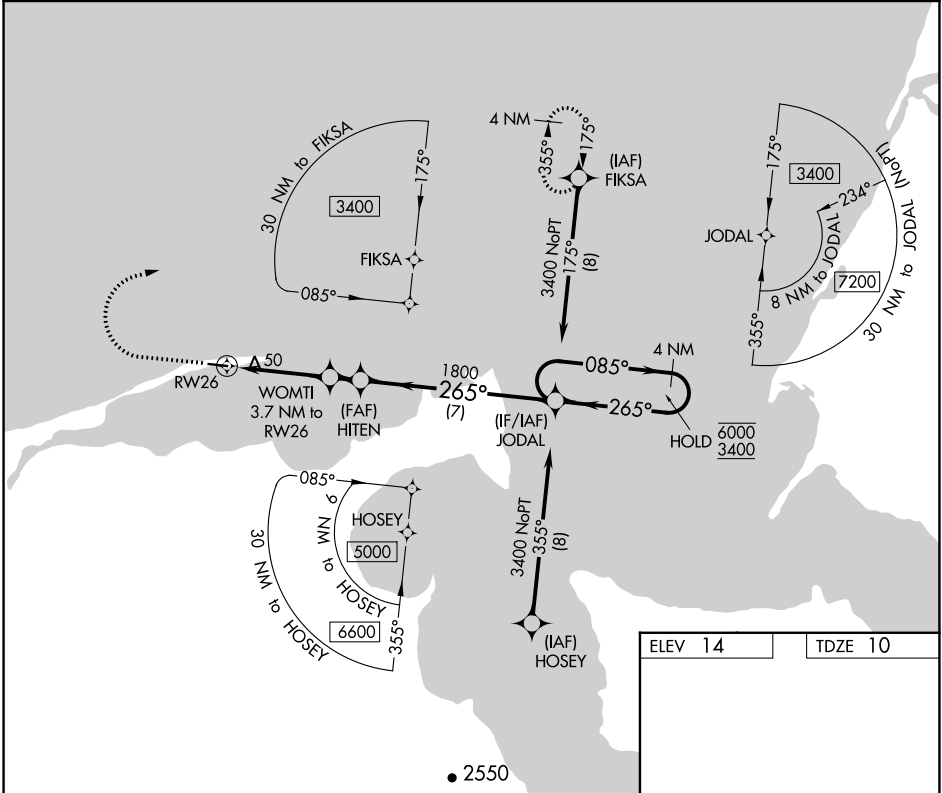 30 NM to FIKSA
175°
3400
FIKSA
085°
4 NM
355°
175°
(IAF)
FIKSA
3400 NoPT
175°
(8)
175°
3400
234°
JODAL
8 NM to JODAL
7200
355°
30 NM to JODAL (NoPT)
RW26
50
WOMTI
3.7 NM to
RW26
(FAF)
HITEN
1800
265°
(7)
(IF/IAF)
JODAL
085°
4 NM
265°
HOLD
6000
3400
085°
HOSEY
5000
9 NM to HOSEY
6600
355°
30 NM to HOSEY
3400 NoPT
355°
(8)
(IAF)
HOSEY
2550
ELEV 14
TDZE 10